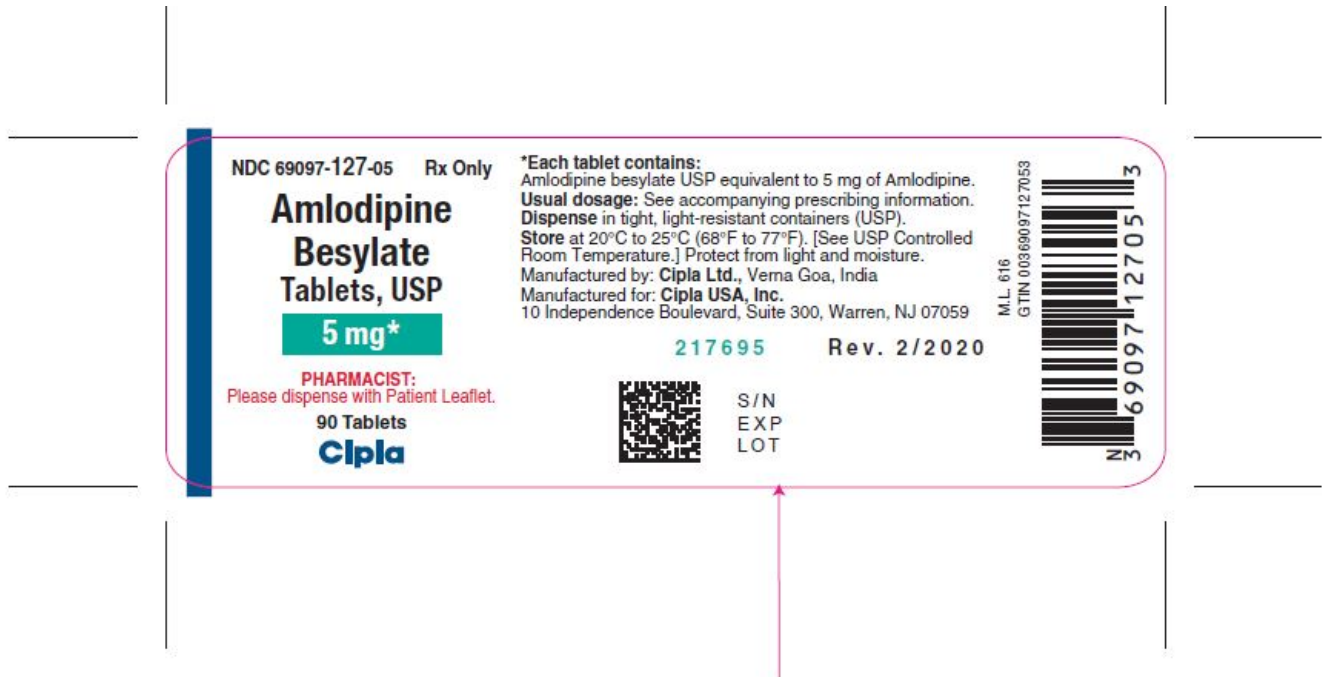 NDC 69097-127-05 Rx Only
Amlodipine
Besylate
Tablets, USP
5 mg*
PHARMACIST:
Please dispense with Patient Leaflet.
90 Tablets
Cipla
*Each tablet contains:
Amlodipine besylate USP equivalent to 5 mg of Amlodipine.
Usual dosage: See accompanying prescribing information.
Dispense in tight, light-resistant containers (USP).
Store at 20°C to 25°C (68°F to 77°F). [See USP Controlled
Room Temperature.] Protect from light and moisture.
Manufactured by: Cipla Ltd., Verna Goa, India
Manufactured for: Cipla USA, Inc.
10 Independence Boulevard, Suite 300, Warren, NJ 07059
217695 Rev. 2/2020
S/N
EXP
LOT
M.L. 616
GTIN 00369097127053
N 3 69097 12705 3